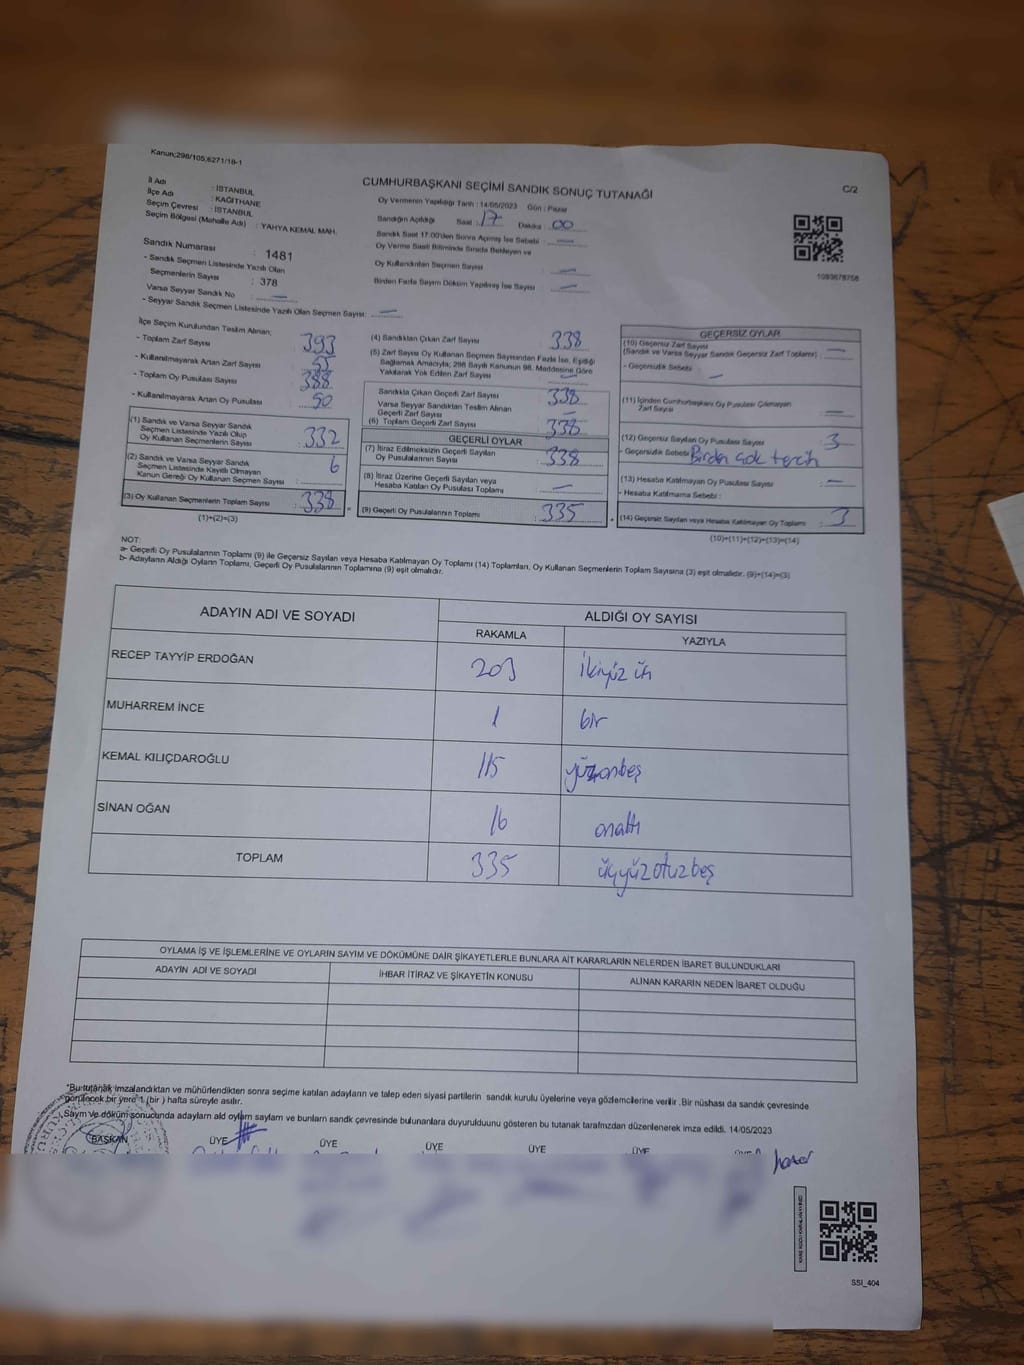 Kanun;298/105;6271/18-1
CUMHURBAŞKANI SEÇİMİ SANDIK SONUÇ TUTANAĞI
C/2
İl Adı : İSTANBUL
İlçe Adı : KAĞITHANE
Seçim Çevresi : İSTANBUL
Seçim Bölgesi (Mahalle Adı) : YAHYA KEMAL MAH.
Sandık Numarası : 1481
- Sandık Seçmen Listesinde Yazılı Olan
Seçmenlerin Sayısı : 378
Varsa Seyyar Sandık No : —
- Seyyar Sandık Seçmen Listesinde Yazılı Olan Seçmen Sayısı : —
Oy Vermenin Yapıldığı Tarih : 14/05/2023 Gün : Pazar
Sandığın Açıldığı Saat : 17 Dakika : 00
Sandık Saat 17:00'den Sonra Açılmış İse Sebebi : —
Oy Verme Saati Bitiminde Sırada Bekleyen ve
Oy Kullandırılan Seçmen Sayısı : —
Birden Fazla Sayım Döküm Yapılmış İse Sayısı : —
1093678758
İlçe Seçim Kurulundan Teslim Alınan;
- Toplam Zarf Sayısı : 393
- Kullanılmayarak Artan Zarf Sayısı : 55
- Toplam Oy Pusulası Sayısı : 388
- Kullanılmayarak Artan Oy Pusulası : 50
(1) Sandık ve Varsa Seyyar Sandık
Seçmen Listesinde Yazılı Olup
Oy Kullanan Seçmenlerin Sayısı : 332
(2) Sandık ve Varsa Seyyar Sandık
Seçmen Listesinde Kayıtlı Olmayan
Kanun Gereği Oy Kullanan Seçmen Sayısı : 6
(3) Oy Kullanan Seçmenlerin Toplam Sayısı : 338
(1)+(2)=(3)
(4) Sandıktan Çıkan Zarf Sayısı : 338
(5) Zarf Sayısı Oy Kullanan Seçmen Sayısından Fazla İse, Eşitliği
Sağlamak Amacıyla; 298 Sayılı Kanunun 98. Maddesine Göre
Yakılarak Yok Edilen Zarf Sayısı : —
Sandıkta Çıkan Geçerli Zarf Sayısı : 338
Varsa Seyyar Sandıktan Teslim Alınan
Geçerli Zarf Sayısı : —
(6) Toplam Geçerli Zarf Sayısı : 338
GEÇERLİ OYLAR
(7) İtiraz Edilmeksizin Geçerli Sayılan
Oy Pusulalarının Sayısı : 338
(8) İtiraz Üzerine Geçerli Sayılan veya
Hesaba Katılan Oy Pusulası Toplamı : —
(9) Geçerli Oy Pusulalarının Toplamı : 335
GEÇERSİZ OYLAR
(10) Geçersiz Zarf Sayısı
(Sandık ve Varsa Seyyar Sandık Geçersiz Zarf Toplamı) : —
- Geçersizlik Sebebi : —
(11) İçinden Cumhurbaşkanı Oy Pusulası Çıkmayan
Zarf Sayısı : —
(12) Geçersiz Sayılan Oy Pusulası Sayısı : 3
- Geçersizlik Sebebi Birden çok tercih
(13) Hesaba Katılmayan Oy Pusulası Sayısı : —
- Hesaba Katılmama Sebebi :
(14) Geçersiz Sayılan veya Hesaba Katılmayan Oy Toplamı : 3
(10)+(11)+(12)+(13)=(14)
NOT:
a- Geçerli Oy Pusulalarının Toplamı (9) ile Geçersiz Sayılan veya Hesaba Katılmayan Oy Toplamı (14) Toplamları, Oy Kullanan Seçmenlerin Toplam Sayısına (3) eşit olmalıdır. (9)+(14)=(3)
b- Adayların Aldığı Oyların Toplamı, Geçerli Oy Pusulalarının Toplamına (9) eşit olmalıdır.
ADAYIN ADI VE SOYADI ALDIĞI OY SAYISI
RAKAMLA YAZIYLA
RECEP TAYYİP ERDOĞAN 203 ikiyüz üç
MUHARREM İNCE 1 bir
KEMAL KILIÇDAROĞLU 115 yüzonbeş
SİNAN OĞAN 16 onaltı
TOPLAM 335 üçyüzotuzbeş
OYLAMA İŞ VE İŞLEMLERİNE VE OYLARIN SAYIM VE DÖKÜMÜNE DAİR ŞİKAYETLERLE BUNLARA AİT KARARLARIN NELERDEN İBARET BULUNDUKLARI
ADAYIN ADI VE SOYADI İHBAR İTİRAZ VE ŞİKAYETİN KONUSU ALINAN KARARIN NEDEN İBARET OLDUĞU
*Bu tutanak imzalandıktan ve mühürlendikten sonra seçime katılan adayların ve talep eden siyasi partilerin sandık kurulu üyelerine veya gözlemcilerine verilir .Bir nüshası da sandık çevresinde
görülecek bir yere 1 (bir ) hafta süreyle asılır.
Sayım ve döküm sonucunda adayların ald oyların sayların ve bunların sandık çevresinde bulunanlara duyurulduunu gösteren bu tutanak tarafımızdan düzenlenerek imza edildi. 14/05/2023
BAŞKAN ÜYE ÜYE ÜYE ÜYE ÜYE
SSI_404